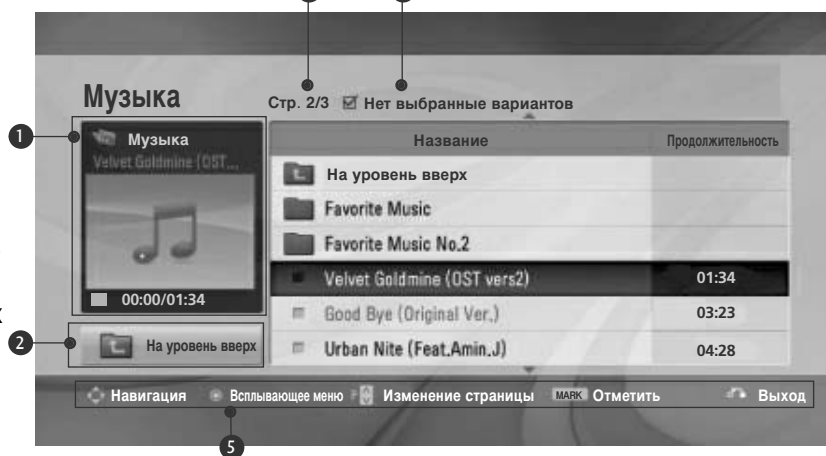 Музыка
Стр. 2/3 Нет выбранные вариантов
1
Музыка
Velvet Goldmine (OST...
00:00/01:34
2
На уровень вверх
Название Продолжительность
На уровень вверх
Favorite Music
Favorite Music No.2
Velvet Goldmine (OST vers2) 01:34
Good Bye (Original Ver.) 03:23
Urban Nite (Feat.Amin.J) 04:28
Навигация Всплывающее меню P Изменение страницы MARK Отметить Выход
5